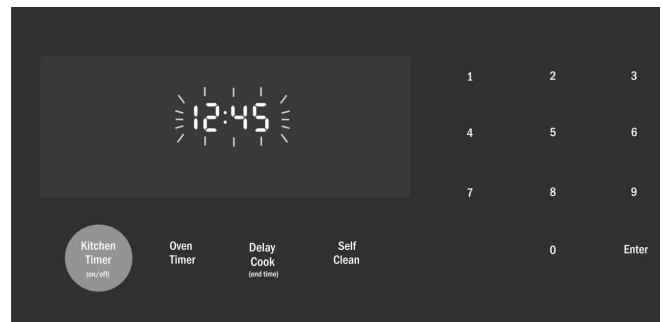 12:45
1 2 3
4 5 6
7 8 9
0 Enter
Kitchen
Timer
(on/off)
Oven
Timer
Delay
Cook
(end time)
Self
Clean